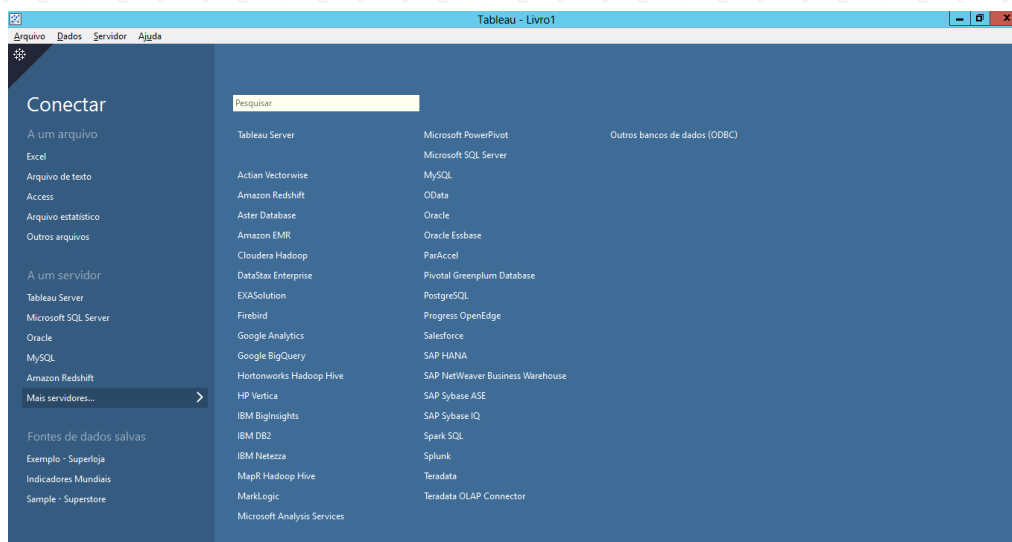 Tableau - Livro1
Arquivo Dados Servidor Ajuda
Conectar
A um arquivo
Excel
Arquivo de texto
Access
Arquivo estatístico
Outros arquivos
A um servidor
Tableau Server
Microsoft SQL Server
Oracle
MySQL
Amazon Redshift
Mais servidores...
Fontes de dados salvas
Exemplo - Superloja
Indicadores Mundiais
Sample - Superstore
Pesquisar
Tableau Server
Actian Vectorwise
Amazon Redshift
Aster Database
Amazon EMR
Cloudera Hadoop
DataStax Enterprise
EXASolution
Firebird
Google Analytics
Google BigQuery
Hortonworks Hadoop Hive
HP Vertica
IBM BigInsights
IBM DB2
IBM Netezza
MapR Hadoop Hive
MarkLogic
Microsoft Analysis Services
Microsoft PowerPivot
Microsoft SQL Server
MySQL
OData
Oracle
Oracle Essbase
ParAccel
Pivotal Greenplum Database
PostgreSQL
Progress OpenEdge
Salesforce
SAP HANA
SAP NetWeaver Business Warehouse
SAP Sybase ASE
SAP Sybase IQ
Spark SQL
Splunk
Teradata
Teradata OLAP Connector
Outros bancos de dados (ODBC)